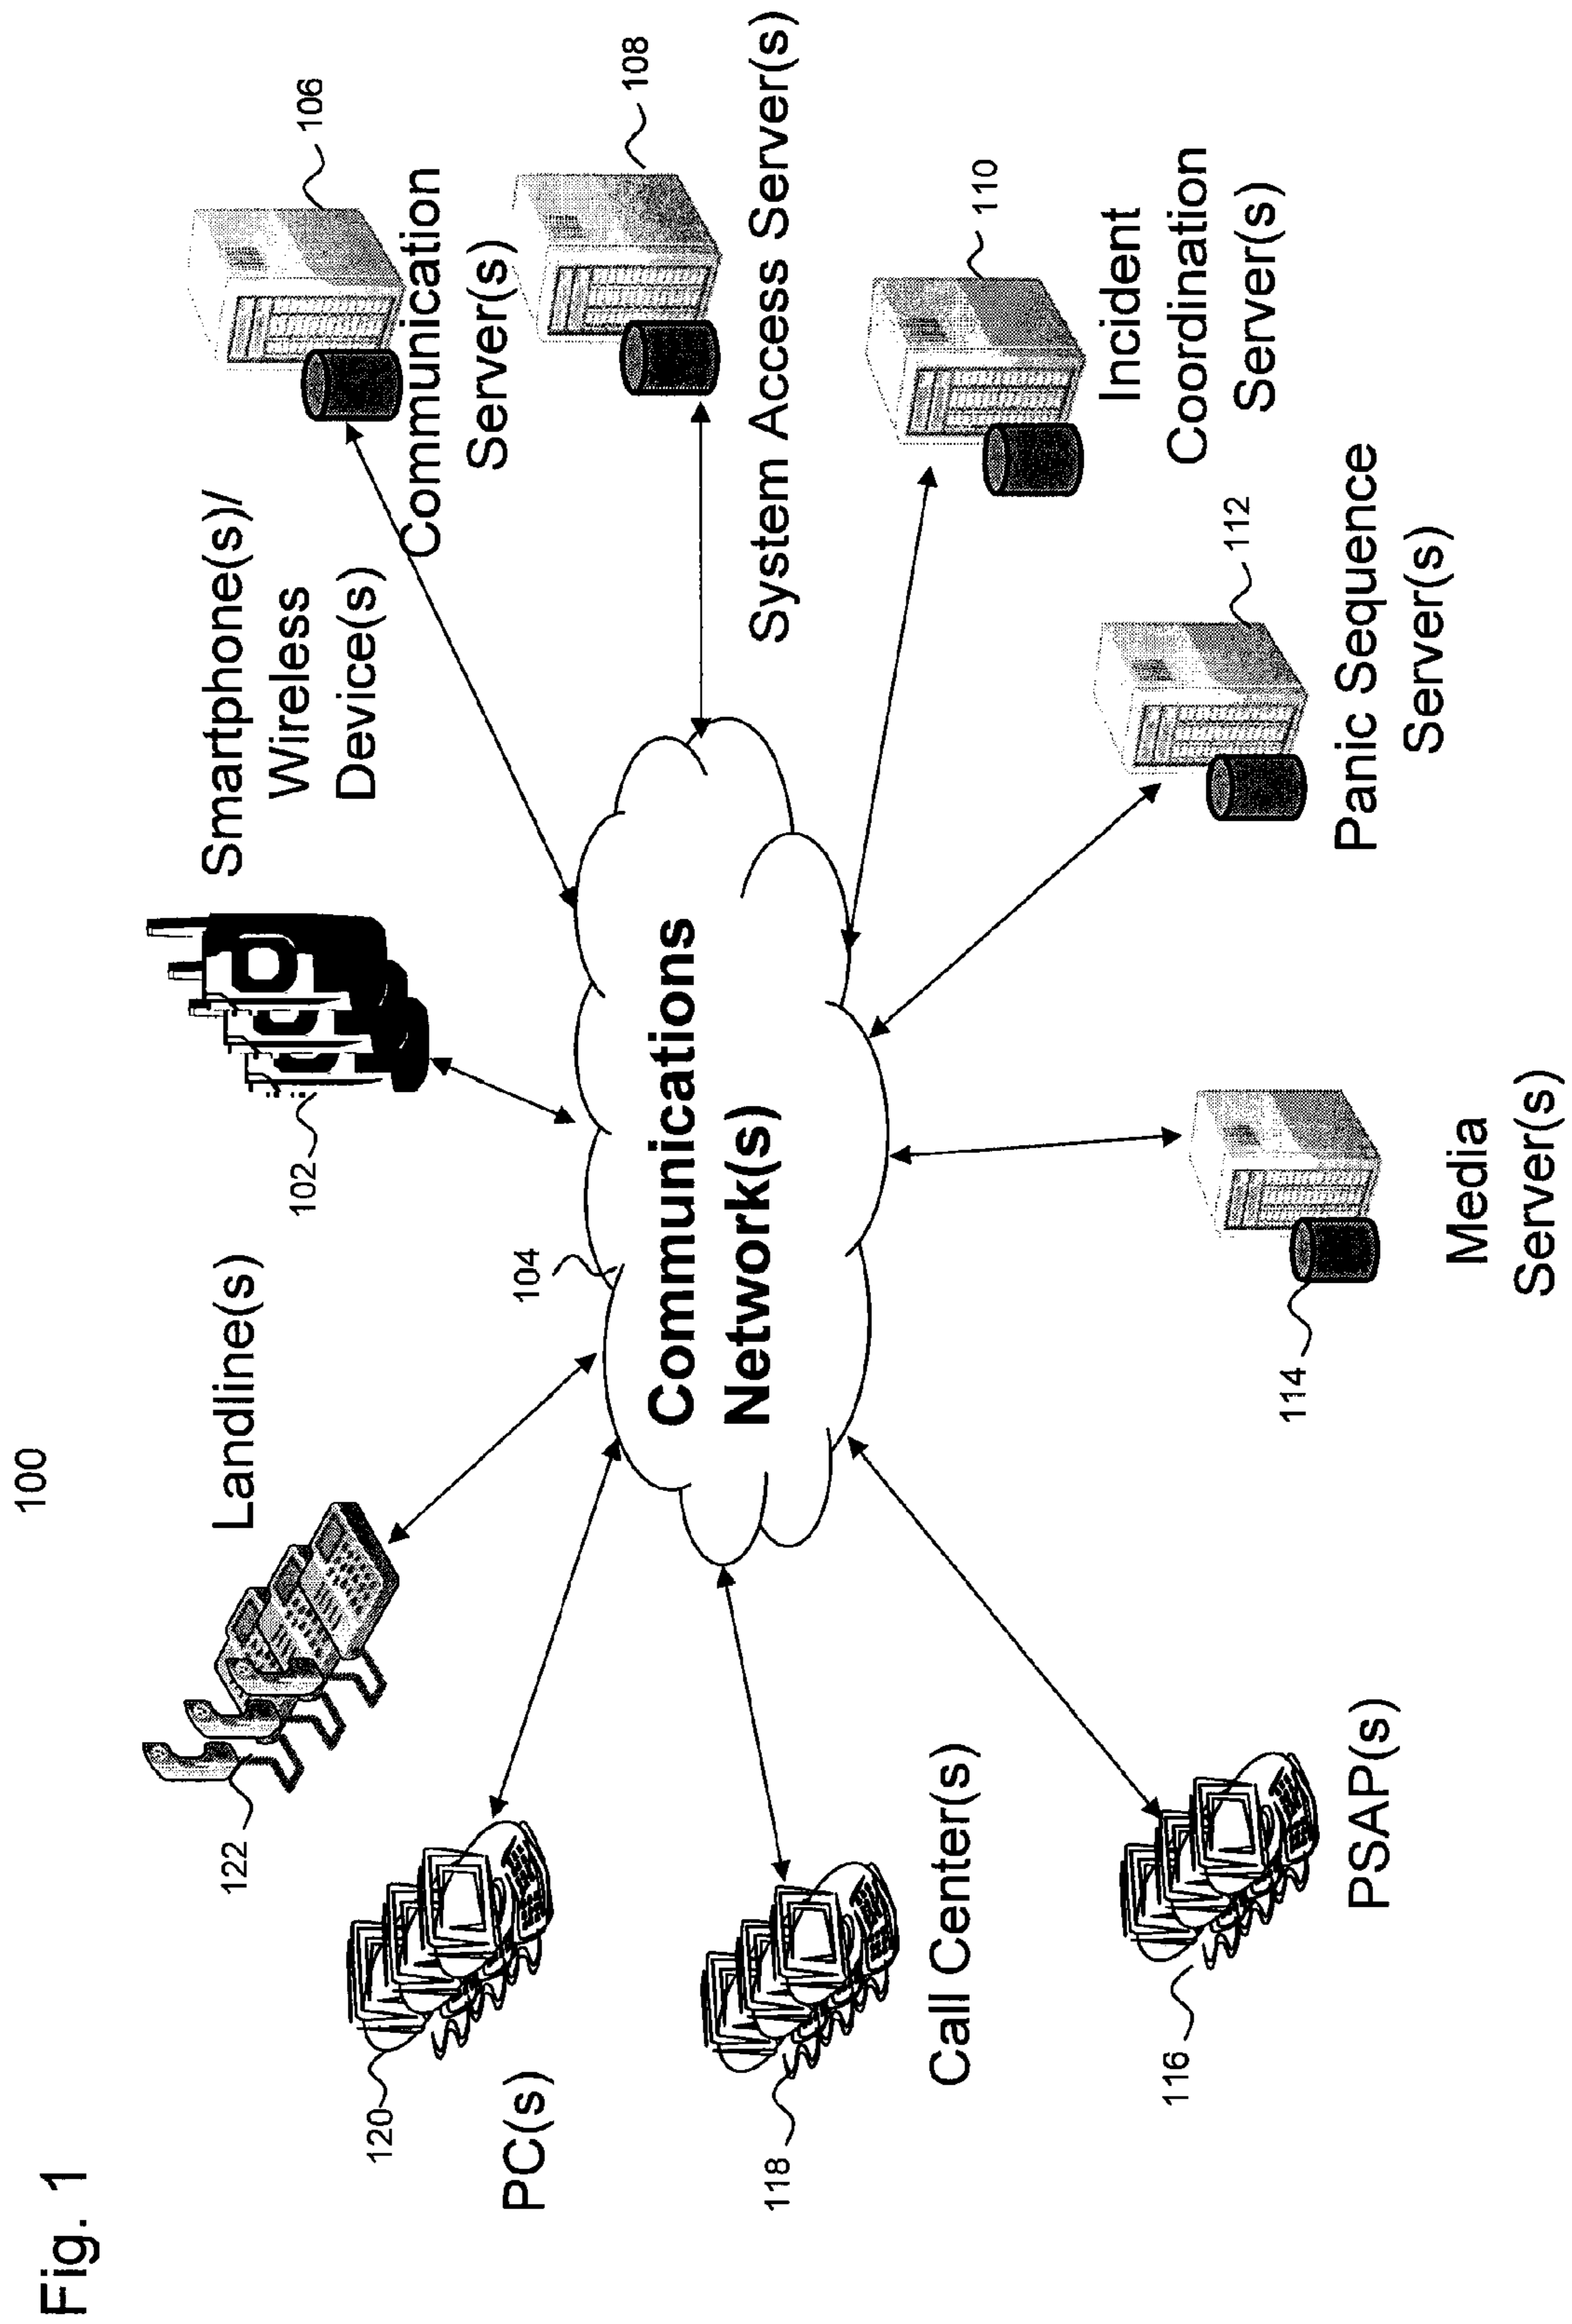 Fig. 1
100
Landline(s)
122
Smartphone(s)/
Wireless
Device(s)
102
106
Communication
Server(s)
108
System Access Server(s)
120
PC(s)
104
Communications
Network(s)
118
Call Center(s)
110
Incident
Coordination
Server(s)
112
Panic Sequence
Server(s)
116
PSAP(s)
114
Media
Server(s)